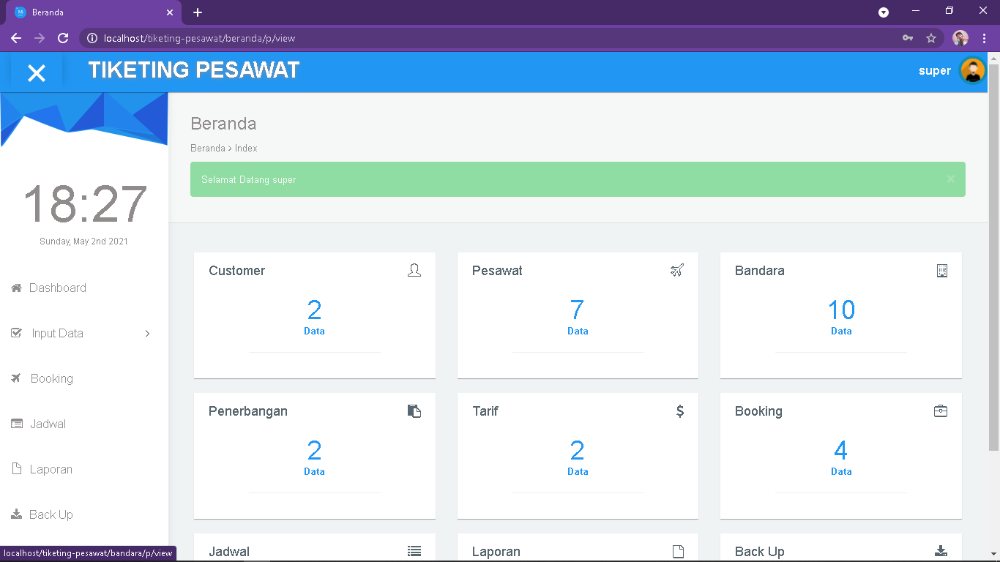 Beranda
localhost/tiketing-pesawat/beranda/p/view
TIKETING PESAWAT
super
18:27
Sunday, May 2nd 2021
Dashboard
Input Data
Booking
Jadwal
Laporan
Back Up
Beranda
Beranda > Index
Selamat Datang super
Customer
2
Data
Pesawat
7
Data
Bandara
10
Data
Penerbangan
2
Data
Tarif
2
Data
Booking
4
Data
Jadwal
Laporan
Back Up
localhost/tiketing-pesawat/bandara/p/view